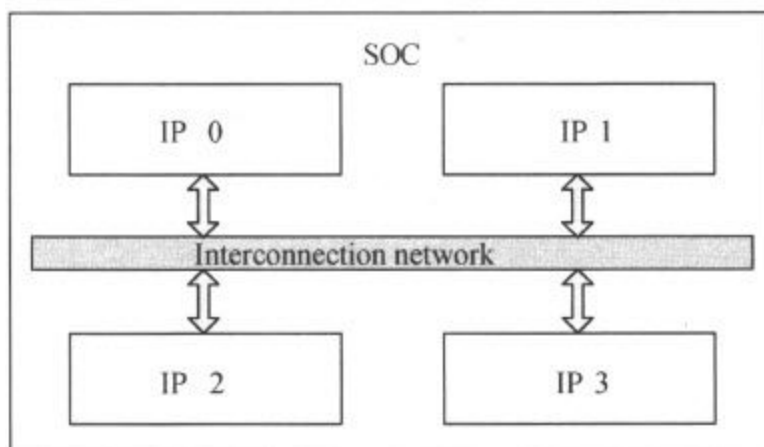 SOC
IP 0
IP 1
Interconnection network
IP 2
IP 3